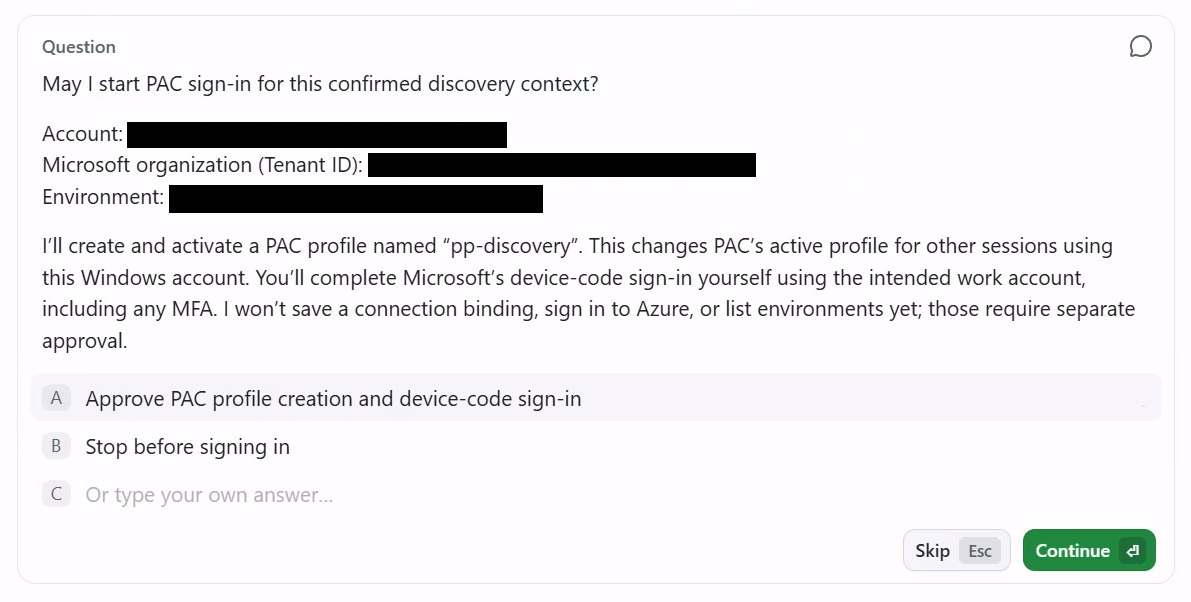 Question
May I start PAC sign-in for this confirmed discovery context?
Account:
Microsoft organization (Tenant ID):
Environment:
I’ll create and activate a PAC profile named “pp-discovery”. This changes PAC’s active profile for other sessions using
this Windows account. You’ll complete Microsoft’s device-code sign-in yourself using the intended work account,
including any MFA. I won’t save a connection binding, sign in to Azure, or list environments yet; those require separate
approval.
A Approve PAC profile creation and device-code sign-in
B Stop before signing in
C Or type your own answer...
Skip Esc Continue